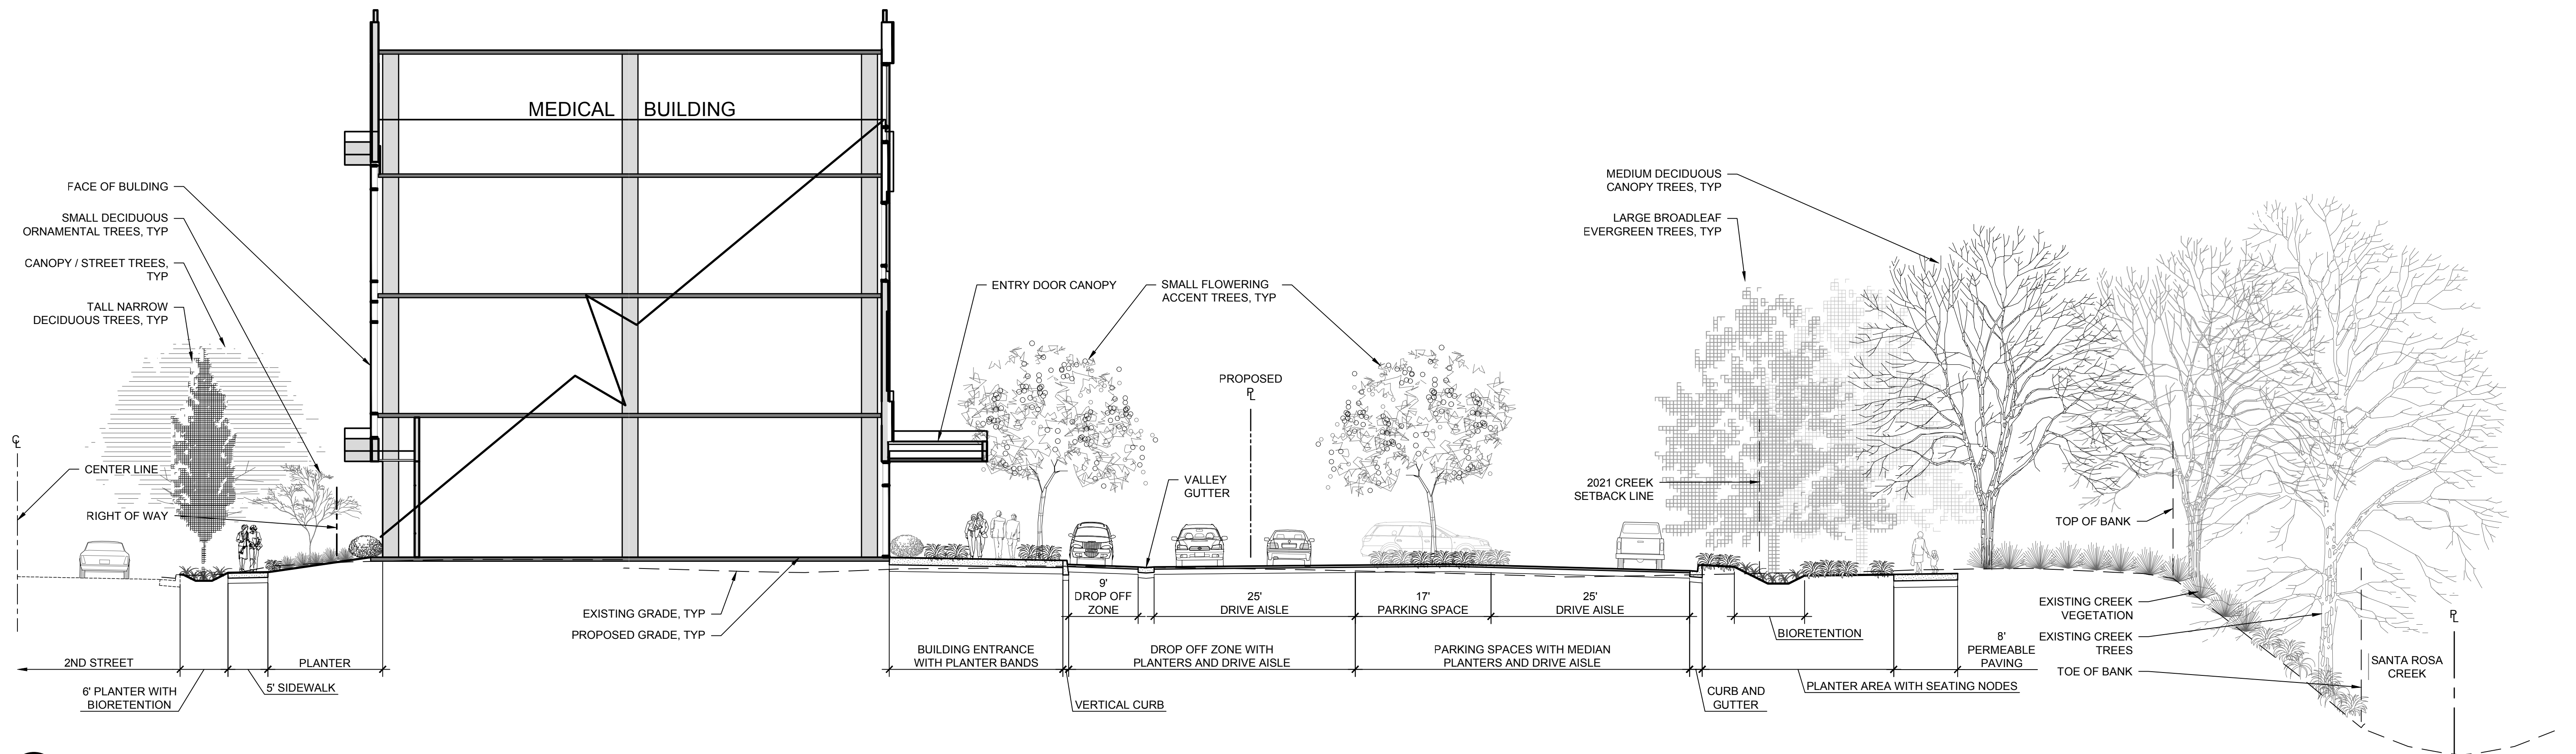 MEDICAL BUILDING
FACE OF BULDING
SMALL DECIDUOUS
ORNAMENTAL TREES, TYP
CANOPY / STREET TREES,
TYP
TALL NARROW
DECIDUOUS TREES, TYP
CL
CENTER LINE
RIGHT OF WAY
2ND STREET
6' PLANTER WITH
BIORETENTION
5' SIDEWALK
PLANTER
EXISTING GRADE, TYP
PROPOSED GRADE, TYP
ENTRY DOOR CANOPY
SMALL FLOWERING
ACCENT TREES, TYP
PROPOSED
PL
VALLEY
GUTTER
9'
DROP OFF
ZONE
25'
DRIVE AISLE
17'
PARKING SPACE
25'
DRIVE AISLE
BUILDING ENTRANCE
WITH PLANTER BANDS
DROP OFF ZONE WITH
PLANTERS AND DRIVE AISLE
PARKING SPACES WITH MEDIAN
PLANTERS AND DRIVE AISLE
VERTICAL CURB
MEDIUM DECIDUOUS
CANOPY TREES, TYP
LARGE BROADLEAF
EVERGREEN TREES, TYP
2021 CREEK
SETBACK LINE
BIORETENTION
CURB AND
GUTTER
PLANTER AREA WITH SEATING NODES
8'
PERMEABLE
PAVING
TOP OF BANK
EXISTING CREEK
VEGETATION
EXISTING CREEK
TREES
TOE OF BANK
PL
SANTA ROSA
CREEK